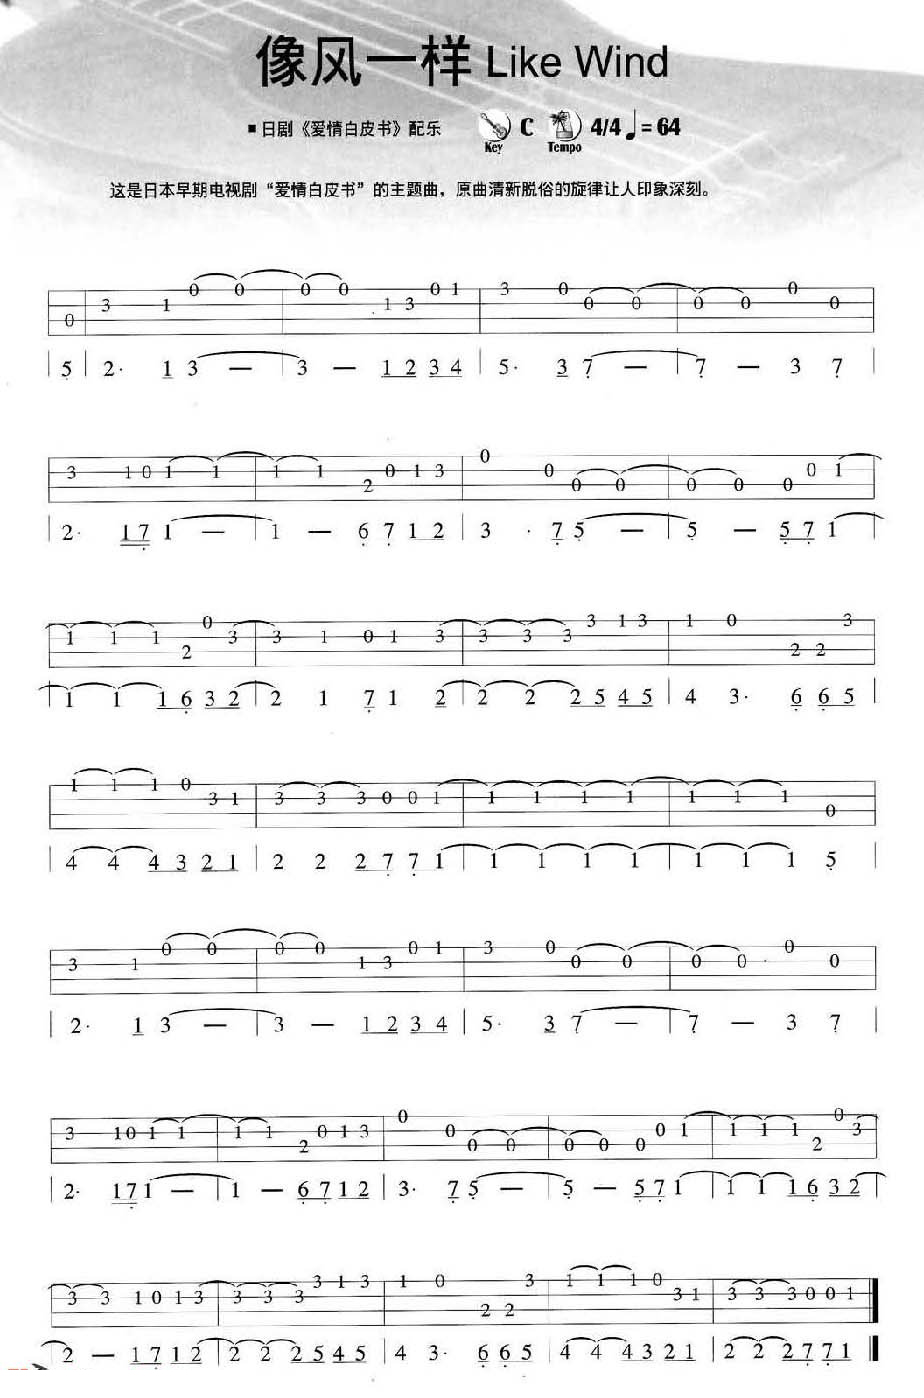 像风一样 Like Wind
■ 日剧《爱情白皮书》配乐 Key C Tempo 4/4 ♩= 64
这是日本早期电视剧“爱情白皮书”的主题曲，原曲清新脱俗的旋律让人印象深刻。
0 | 3 1 0 0 | 0 0 1 3 0 1 | 3 0 0 0 | 0 0 0 0 |
| 5 | 2· 1 3 — | 3 — 1 2 3 4 | 5· 3 7 — | 7 — 3 7 |
3 1 0 1 1 | 1 1 2 0 1 3 | 0 0 0 0 | 0 0 0 0 1 |
| 2· 1 7 1 — | 1 — 6 7 1 2 | 3 · 7 5 — | 5 — 5 7 1 |
1 1 1 2 0 3 | 3 1 0 1 3 | 3 3 3 3 1 3 | 1 0 2 2 3 |
| 1 1 1 6 3 2 | 2 1 7 1 2 | 2 2 2 5 4 5 | 4 3· 6 6 5 |
1 1 1 0 3 1 | 3 3 3 0 0 1 | 1 1 1 1 | 1 1 1 0 |
| 4 4 4 3 2 1 | 2 2 2 7 7 1 | 1 1 1 1 | 1 1 1 5 |
3 1 0 0 | 0 0 1 3 0 1 | 3 0 0 0 | 0 0 0 0 |
| 2· 1 3 — | 3 — 1 2 3 4 | 5· 3 7 — | 7 — 3 7 |
3 1 0 1 1 | 1 1 2 0 1 3 | 0 0 0 0 | 0 0 0 0 1 | 1 1 1 2 0 3 |
| 2· 1 7 1 — | 1 — 6 7 1 2 | 3· 7 5 — | 5 — 5 7 1 | 1 1 1 6 3 2 |
3 3 1 0 1 3 | 3 3 3 3 1 3 | 1 0 2 2 3 | 1 1 1 0 3 1 | 3 3 3 0 0 1 |
2 — 1 7 1 2 | 2 2 2 5 4 5 | 4 3· 6 6 5 | 4 4 4 3 2 1 | 2 2 2 7 7 1 |